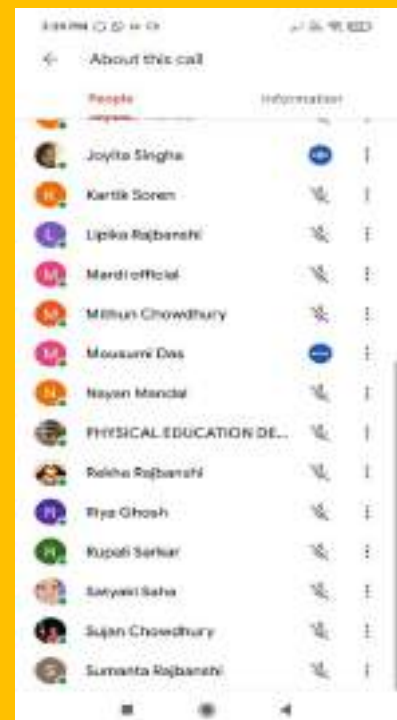 About this call
People Information
Joyita Singha
Kartik Soren
Lipika Rajbanshi
Mardi official
Mithun Chowdhury
Mousumi Das
Nayan Mandal
PHYSICAL EDUCATION DE...
Rekha Rajbanshi
Riya Ghosh
Rupali Sarkar
Satyaki Saha
Sujan Chowdhury
Sumanta Rajbanshi